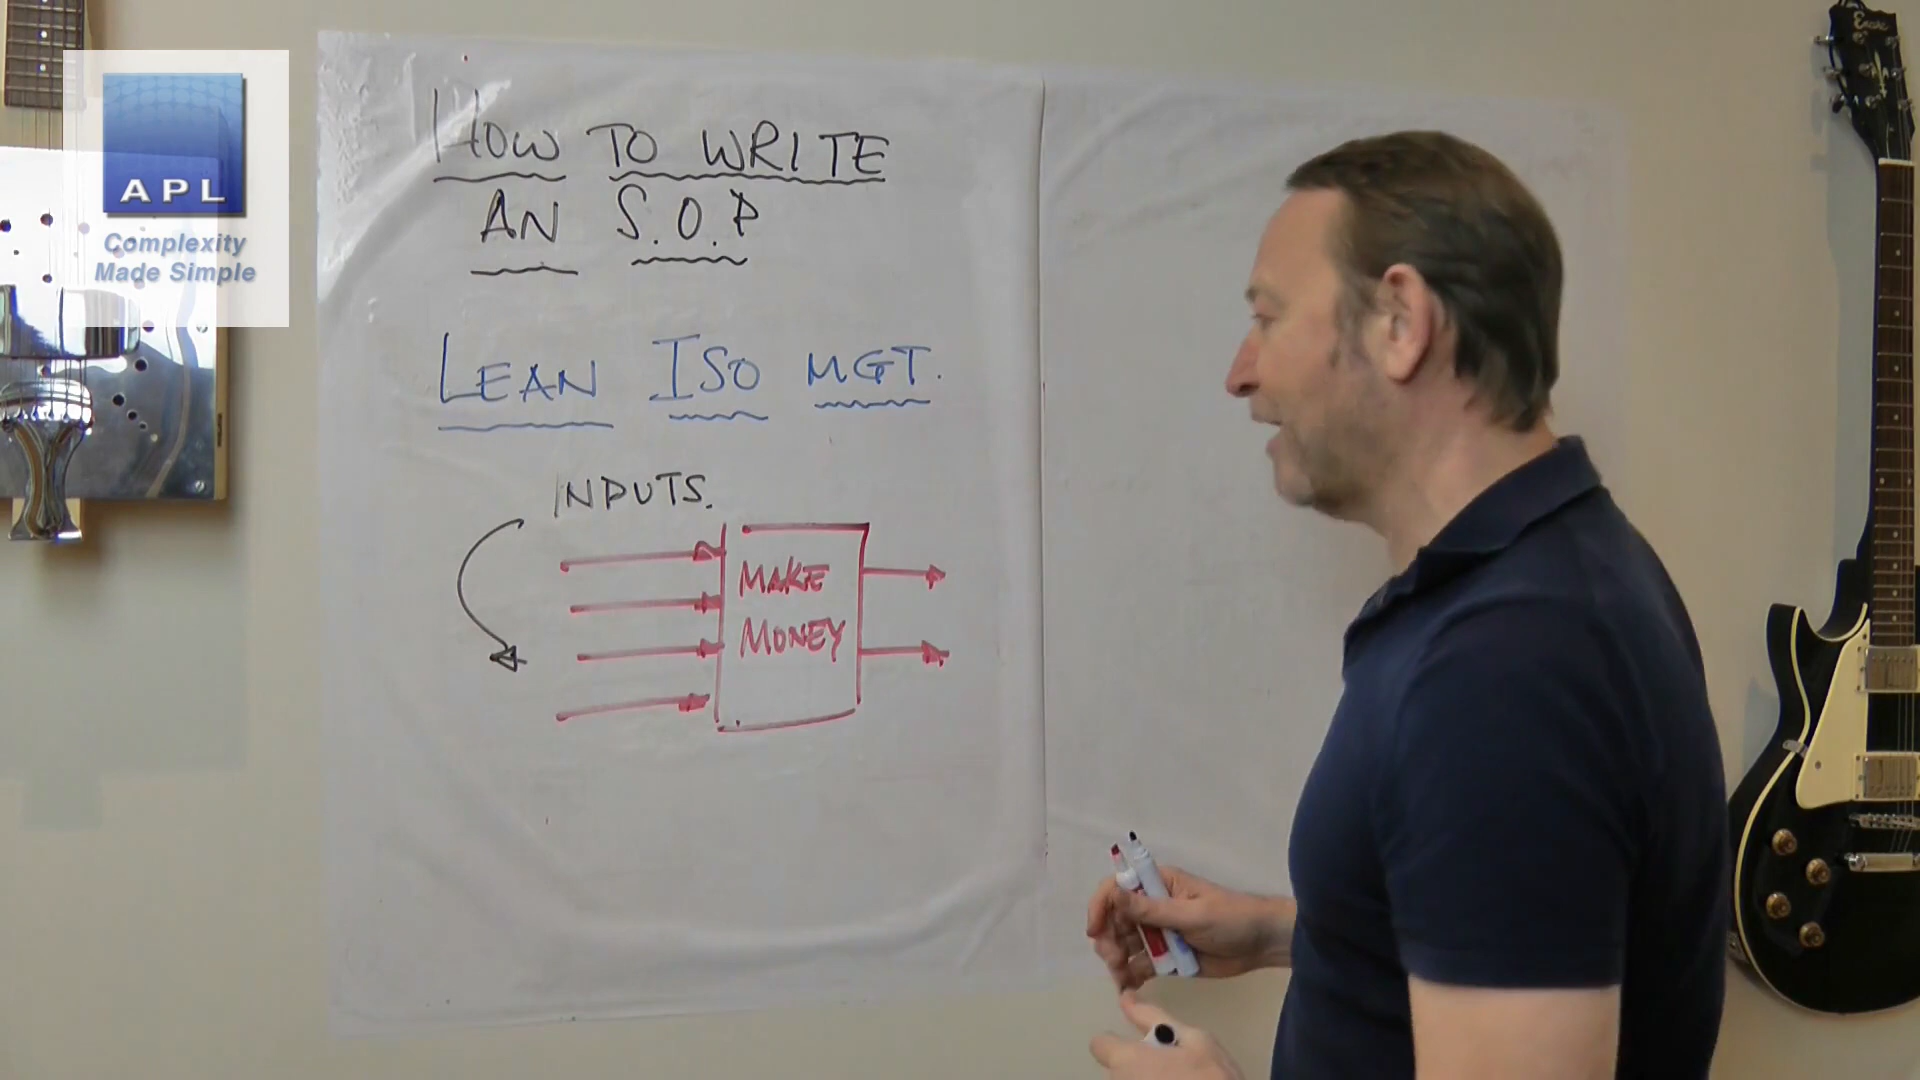 APL
Complexity
Made Simple
HOW TO WRITE
AN S.O.P
LEAN ISO MGT.
INPUTS.
MAKE
MONEY